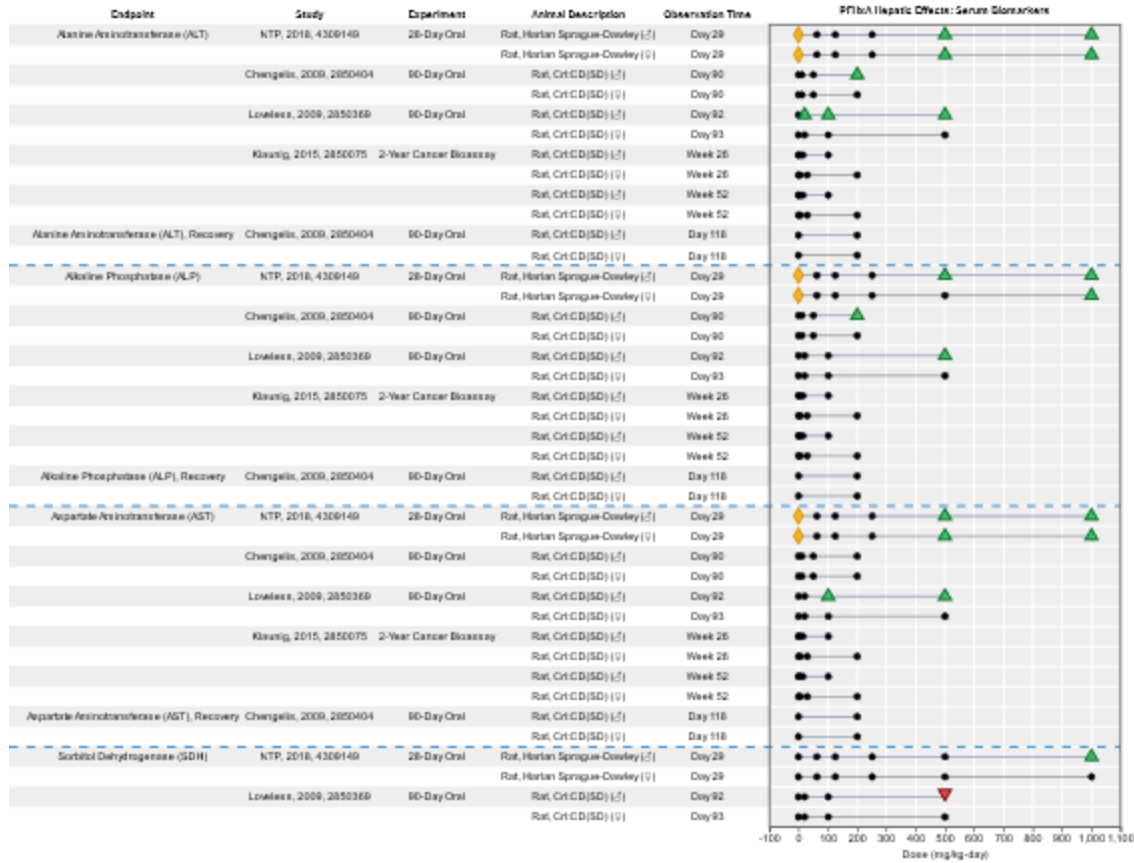 Endpoint Study Experiment Animal Description Observation Time PFHxA Hepatic Effects: Serum Biomarkers
Alanine Aminotransferase (ALT) NTP, 2018, 4309149 28-Day Oral Rat, Harlan Sprague-Dawley (♂) Day 29
Rat, Harlan Sprague-Dawley (♀) Day 29
Chengelis, 2009, 2850404 90-Day Oral Rat, Crl:CD(SD) (♂) Day 90
Rat, Crl:CD(SD) (♀) Day 90
Loveless, 2009, 2850369 90-Day Oral Rat, Crl:CD(SD) (♂) Day 92
Rat, Crl:CD(SD) (♀) Day 93
Klaunig, 2015, 2850075 2-Year Cancer Bioassay Rat, Crl:CD(SD) (♂) Week 26
Rat, Crl:CD(SD) (♀) Week 26
Rat, Crl:CD(SD) (♂) Week 52
Rat, Crl:CD(SD) (♀) Week 52
Alanine Aminotransferase (ALT), Recovery Chengelis, 2009, 2850404 90-Day Oral Rat, Crl:CD(SD) (♂) Day 118
Rat, Crl:CD(SD) (♀) Day 118
Alkaline Phosphatase (ALP) NTP, 2018, 4309149 28-Day Oral Rat, Harlan Sprague-Dawley (♂) Day 29
Rat, Harlan Sprague-Dawley (♀) Day 29
Chengelis, 2009, 2850404 90-Day Oral Rat, Crl:CD(SD) (♂) Day 90
Rat, Crl:CD(SD) (♀) Day 90
Loveless, 2009, 2850369 90-Day Oral Rat, Crl:CD(SD) (♂) Day 92
Rat, Crl:CD(SD) (♀) Day 93
Klaunig, 2015, 2850075 2-Year Cancer Bioassay Rat, Crl:CD(SD) (♂) Week 26
Rat, Crl:CD(SD) (♀) Week 26
Rat, Crl:CD(SD) (♂) Week 52
Rat, Crl:CD(SD) (♀) Week 52
Alkaline Phosphatase (ALP), Recovery Chengelis, 2009, 2850404 90-Day Oral Rat, Crl:CD(SD) (♂) Day 118
Rat, Crl:CD(SD) (♀) Day 118
Aspartate Aminotransferase (AST) NTP, 2018, 4309149 28-Day Oral Rat, Harlan Sprague-Dawley (♂) Day 29
Rat, Harlan Sprague-Dawley (♀) Day 29
Chengelis, 2009, 2850404 90-Day Oral Rat, Crl:CD(SD) (♂) Day 90
Rat, Crl:CD(SD) (♀) Day 90
Loveless, 2009, 2850369 90-Day Oral Rat, Crl:CD(SD) (♂) Day 92
Rat, Crl:CD(SD) (♀) Day 93
Klaunig, 2015, 2850075 2-Year Cancer Bioassay Rat, Crl:CD(SD) (♂) Week 26
Rat, Crl:CD(SD) (♀) Week 26
Rat, Crl:CD(SD) (♂) Week 52
Rat, Crl:CD(SD) (♀) Week 52
Aspartate Aminotransferase (AST), Recovery Chengelis, 2009, 2850404 90-Day Oral Rat, Crl:CD(SD) (♂) Day 118
Rat, Crl:CD(SD) (♀) Day 118
Sorbitol Dehydrogenase (SDH) NTP, 2018, 4309149 28-Day Oral Rat, Harlan Sprague-Dawley (♂) Day 29
Rat, Harlan Sprague-Dawley (♀) Day 29
Loveless, 2009, 2850369 90-Day Oral Rat, Crl:CD(SD) (♂) Day 92
Rat, Crl:CD(SD) (♀) Day 93
-100 0 100 200 300 400 500 600 700 800 900 1,000 1,100
Dose (mg/kg-day)